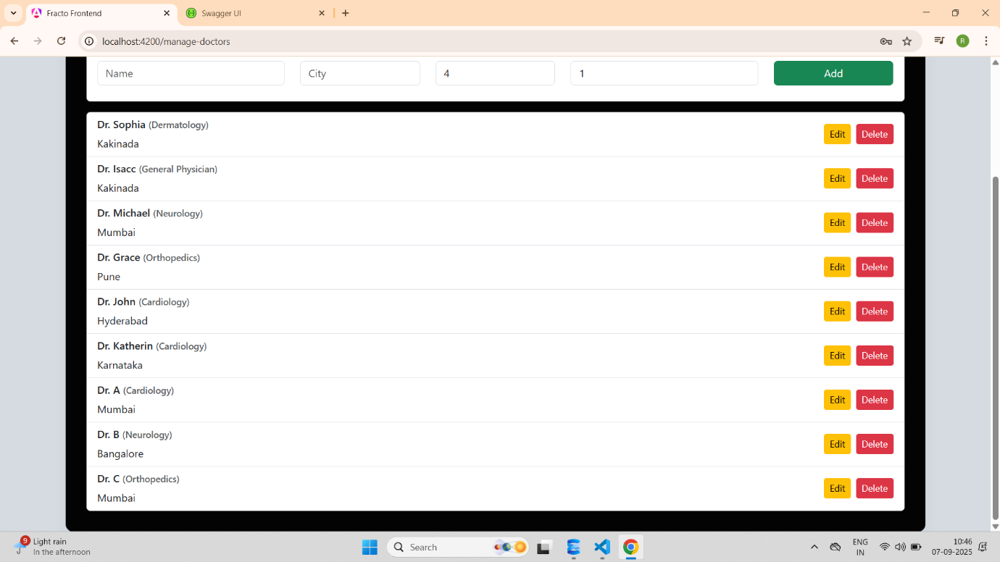 Fracto Frontend
Swagger UI
localhost:4200/manage-doctors
R
Name City 4 1 Add
Dr. Sophia (Dermatology)
Kakinada
Edit Delete
Dr. Isacc (General Physician)
Kakinada
Edit Delete
Dr. Michael (Neurology)
Mumbai
Edit Delete
Dr. Grace (Orthopedics)
Pune
Edit Delete
Dr. John (Cardiology)
Hyderabad
Edit Delete
Dr. Katherin (Cardiology)
Karnataka
Edit Delete
Dr. A (Cardiology)
Mumbai
Edit Delete
Dr. B (Neurology)
Bangalore
Edit Delete
Dr. C (Orthopedics)
Mumbai
Edit Delete
9
Light rain
In the afternoon
Search
ENG
IN
10:46
07-09-2025